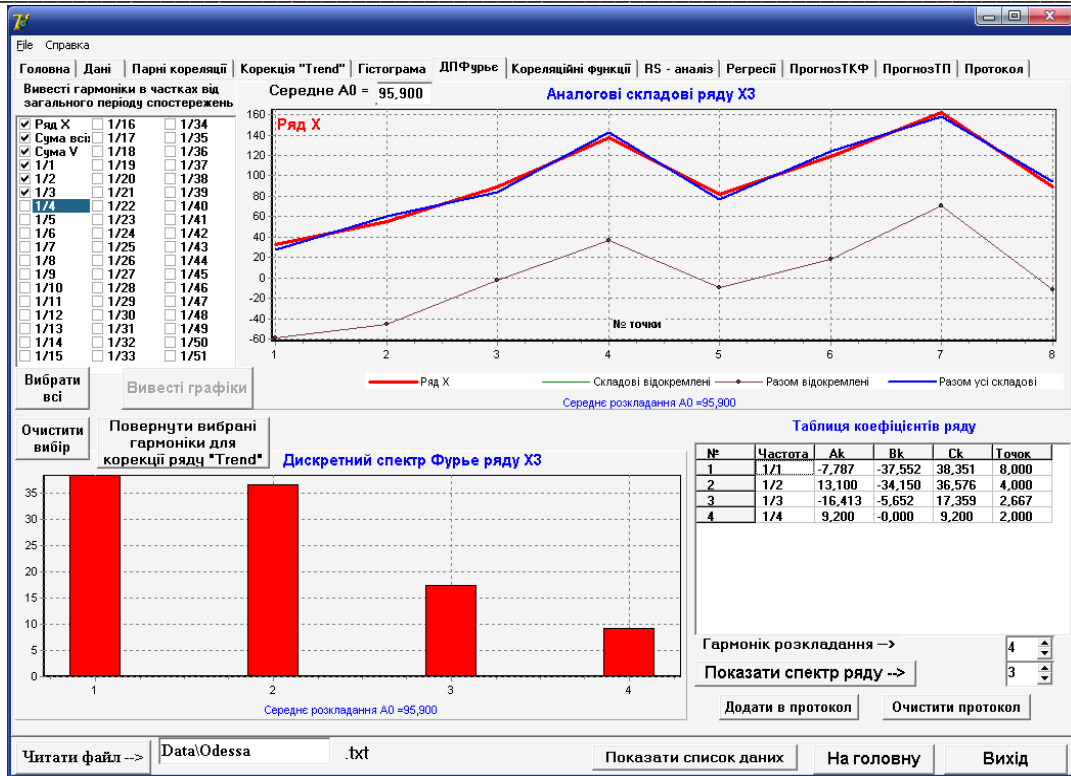 File Справка
Головна Дані Парні кореляції Корекція "Trend" Гістограма ДПФурьє Кореляційні функції RS - аналіз Регресії ПрогнозТКФ ПрогнозТП Протокол
Вивесті гармоніки в частках від
загального періоду спостережень
Середне А0 = 95,900
Аналогові складові ряду X3
Ряд X 1/16 1/34
Сума всіх 1/17 1/35
Сума V 1/18 1/36
1/1 1/19 1/37
1/2 1/20 1/38
1/3 1/21 1/39
1/4 1/22 1/40
1/5 1/23 1/41
1/6 1/24 1/42
1/7 1/25 1/43
1/8 1/26 1/44
1/9 1/27 1/45
1/10 1/28 1/46
1/11 1/29 1/47
1/12 1/30 1/48
1/13 1/31 1/49
1/14 1/32 1/50
1/15 1/33 1/51
Ряд X
160
140
120
100
80
60
40
20
0
-20
-40
-60
№ точки
1 2 3 4 5 6 7 8
Ряд X Складові відокремлені Разом відокремлені Разом усі складові
Середнє розкладання А0 =95,900
Вибрати
всі
Вивесті графіки
Очистити
вибір
Повернути вибрані
гармоніки для
корекції ряду "Trend"
Дискретний спектр Фурье ряду X3
35
30
25
20
15
10
5
0
1 2 3 4
Середнє розкладання А0 =95,900
Таблиця коефіцієнтів ряду
№ Частота Ak Bk Ck Точок
1 1/1 -7,787 -37,552 38,351 8,000
2 1/2 13,100 -34,150 36,576 4,000
3 1/3 -16,413 -5,652 17,359 2,667
4 1/4 9,200 -0,000 9,200 2,000
Гармонік розкладання --> 4
Показати спектр ряду --> 3
Додати в протокол Очистити протокол
Читати файл --> Data\Odessa .txt Показати список даних На головну Вихід